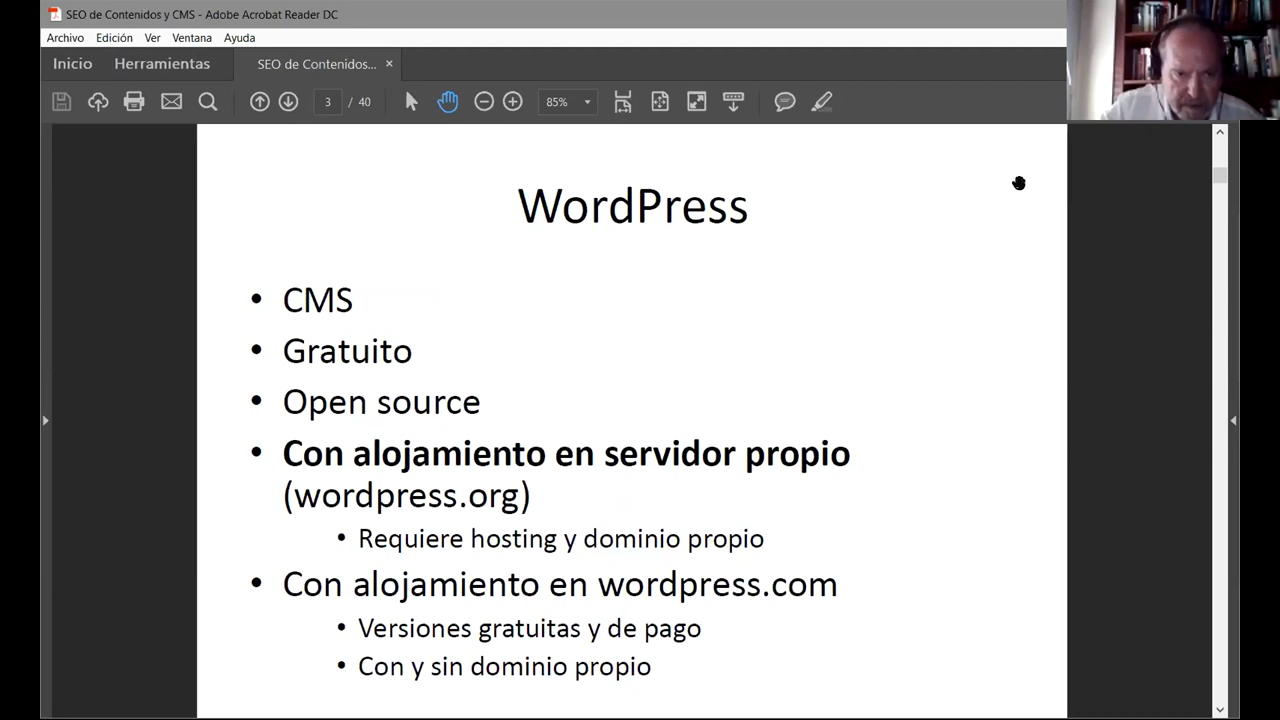 SEO de Contenidos y CMS - Adobe Acrobat Reader DC
Archivo Edición Ver Ventana Ayuda
Inicio Herramientas SEO de Contenidos... ×
3 / 40 85%
WordPress
• CMS
• Gratuito
• Open source
• Con alojamiento en servidor propio
(wordpress.org)
• Requiere hosting y dominio propio
• Con alojamiento en wordpress.com
• Versiones gratuitas y de pago
• Con y sin dominio propio